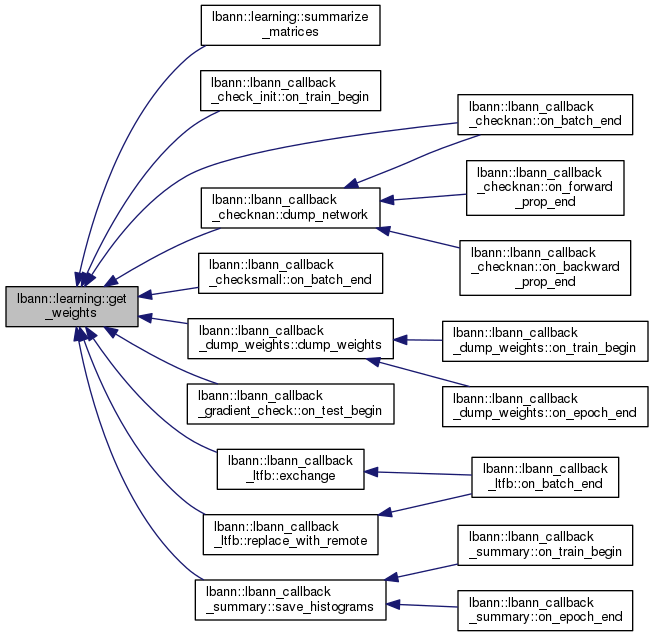 lbann::learning::summarize
_matrices
lbann::lbann_callback
_check_init::on_train_begin
lbann::lbann_callback
_checknan::on_batch_end
lbann::lbann_callback
_checknan::dump_network
lbann::lbann_callback
_checknan::on_forward
_prop_end
lbann::lbann_callback
_checknan::on_backward
_prop_end
lbann::lbann_callback
_checksmall::on_batch_end
lbann::learning::get
_weights
lbann::lbann_callback
_dump_weights::dump_weights
lbann::lbann_callback
_dump_weights::on_train_begin
lbann::lbann_callback
_dump_weights::on_epoch_end
lbann::lbann_callback
_gradient_check::on_test_begin
lbann::lbann_callback
_ltfb::exchange
lbann::lbann_callback
_ltfb::on_batch_end
lbann::lbann_callback
_ltfb::replace_with_remote
lbann::lbann_callback
_summary::on_train_begin
lbann::lbann_callback
_summary::save_histograms
lbann::lbann_callback
_summary::on_epoch_end